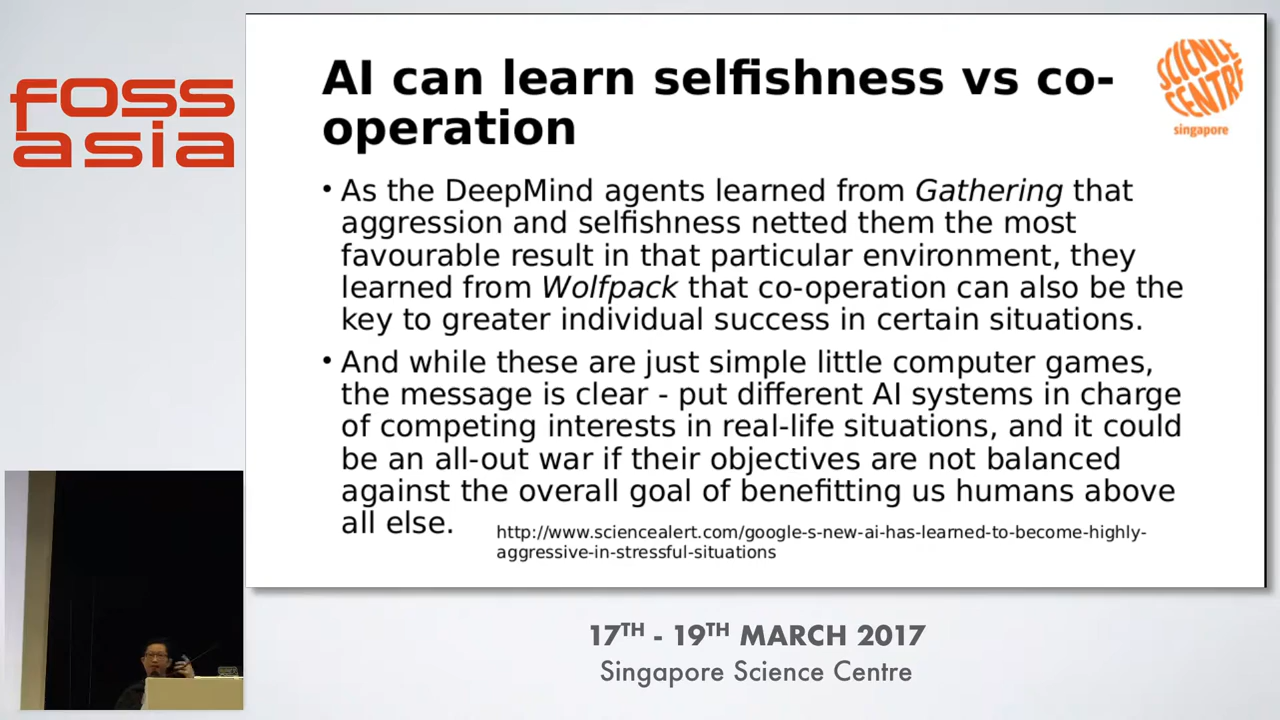 foss
asia
AI can learn selfishness vs co-
operation
SCIENCE
CENTRE
singapore
• As the DeepMind agents learned from Gathering that
aggression and selfishness netted them the most
favourable result in that particular environment, they
learned from Wolfpack that co-operation can also be the
key to greater individual success in certain situations.
• And while these are just simple little computer games,
the message is clear - put different AI systems in charge
of competing interests in real-life situations, and it could
be an all-out war if their objectives are not balanced
against the overall goal of benefitting us humans above
all else.
http://www.sciencealert.com/google-s-new-ai-has-learned-to-become-highly-
aggressive-in-stressful-situations
17TH - 19TH MARCH 2017
Singapore Science Centre